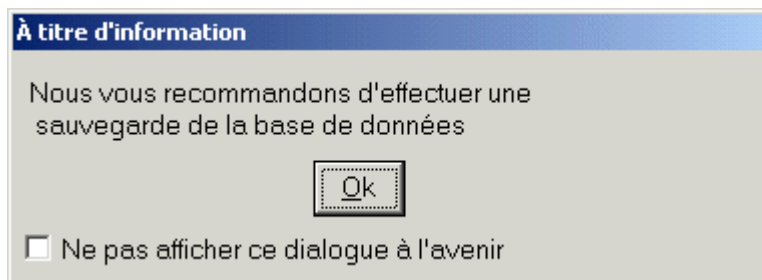 À titre d'information
Nous vous recommandons d'effectuer une
sauvegarde de la base de données
Ok
Ne pas afficher ce dialogue à l'avenir